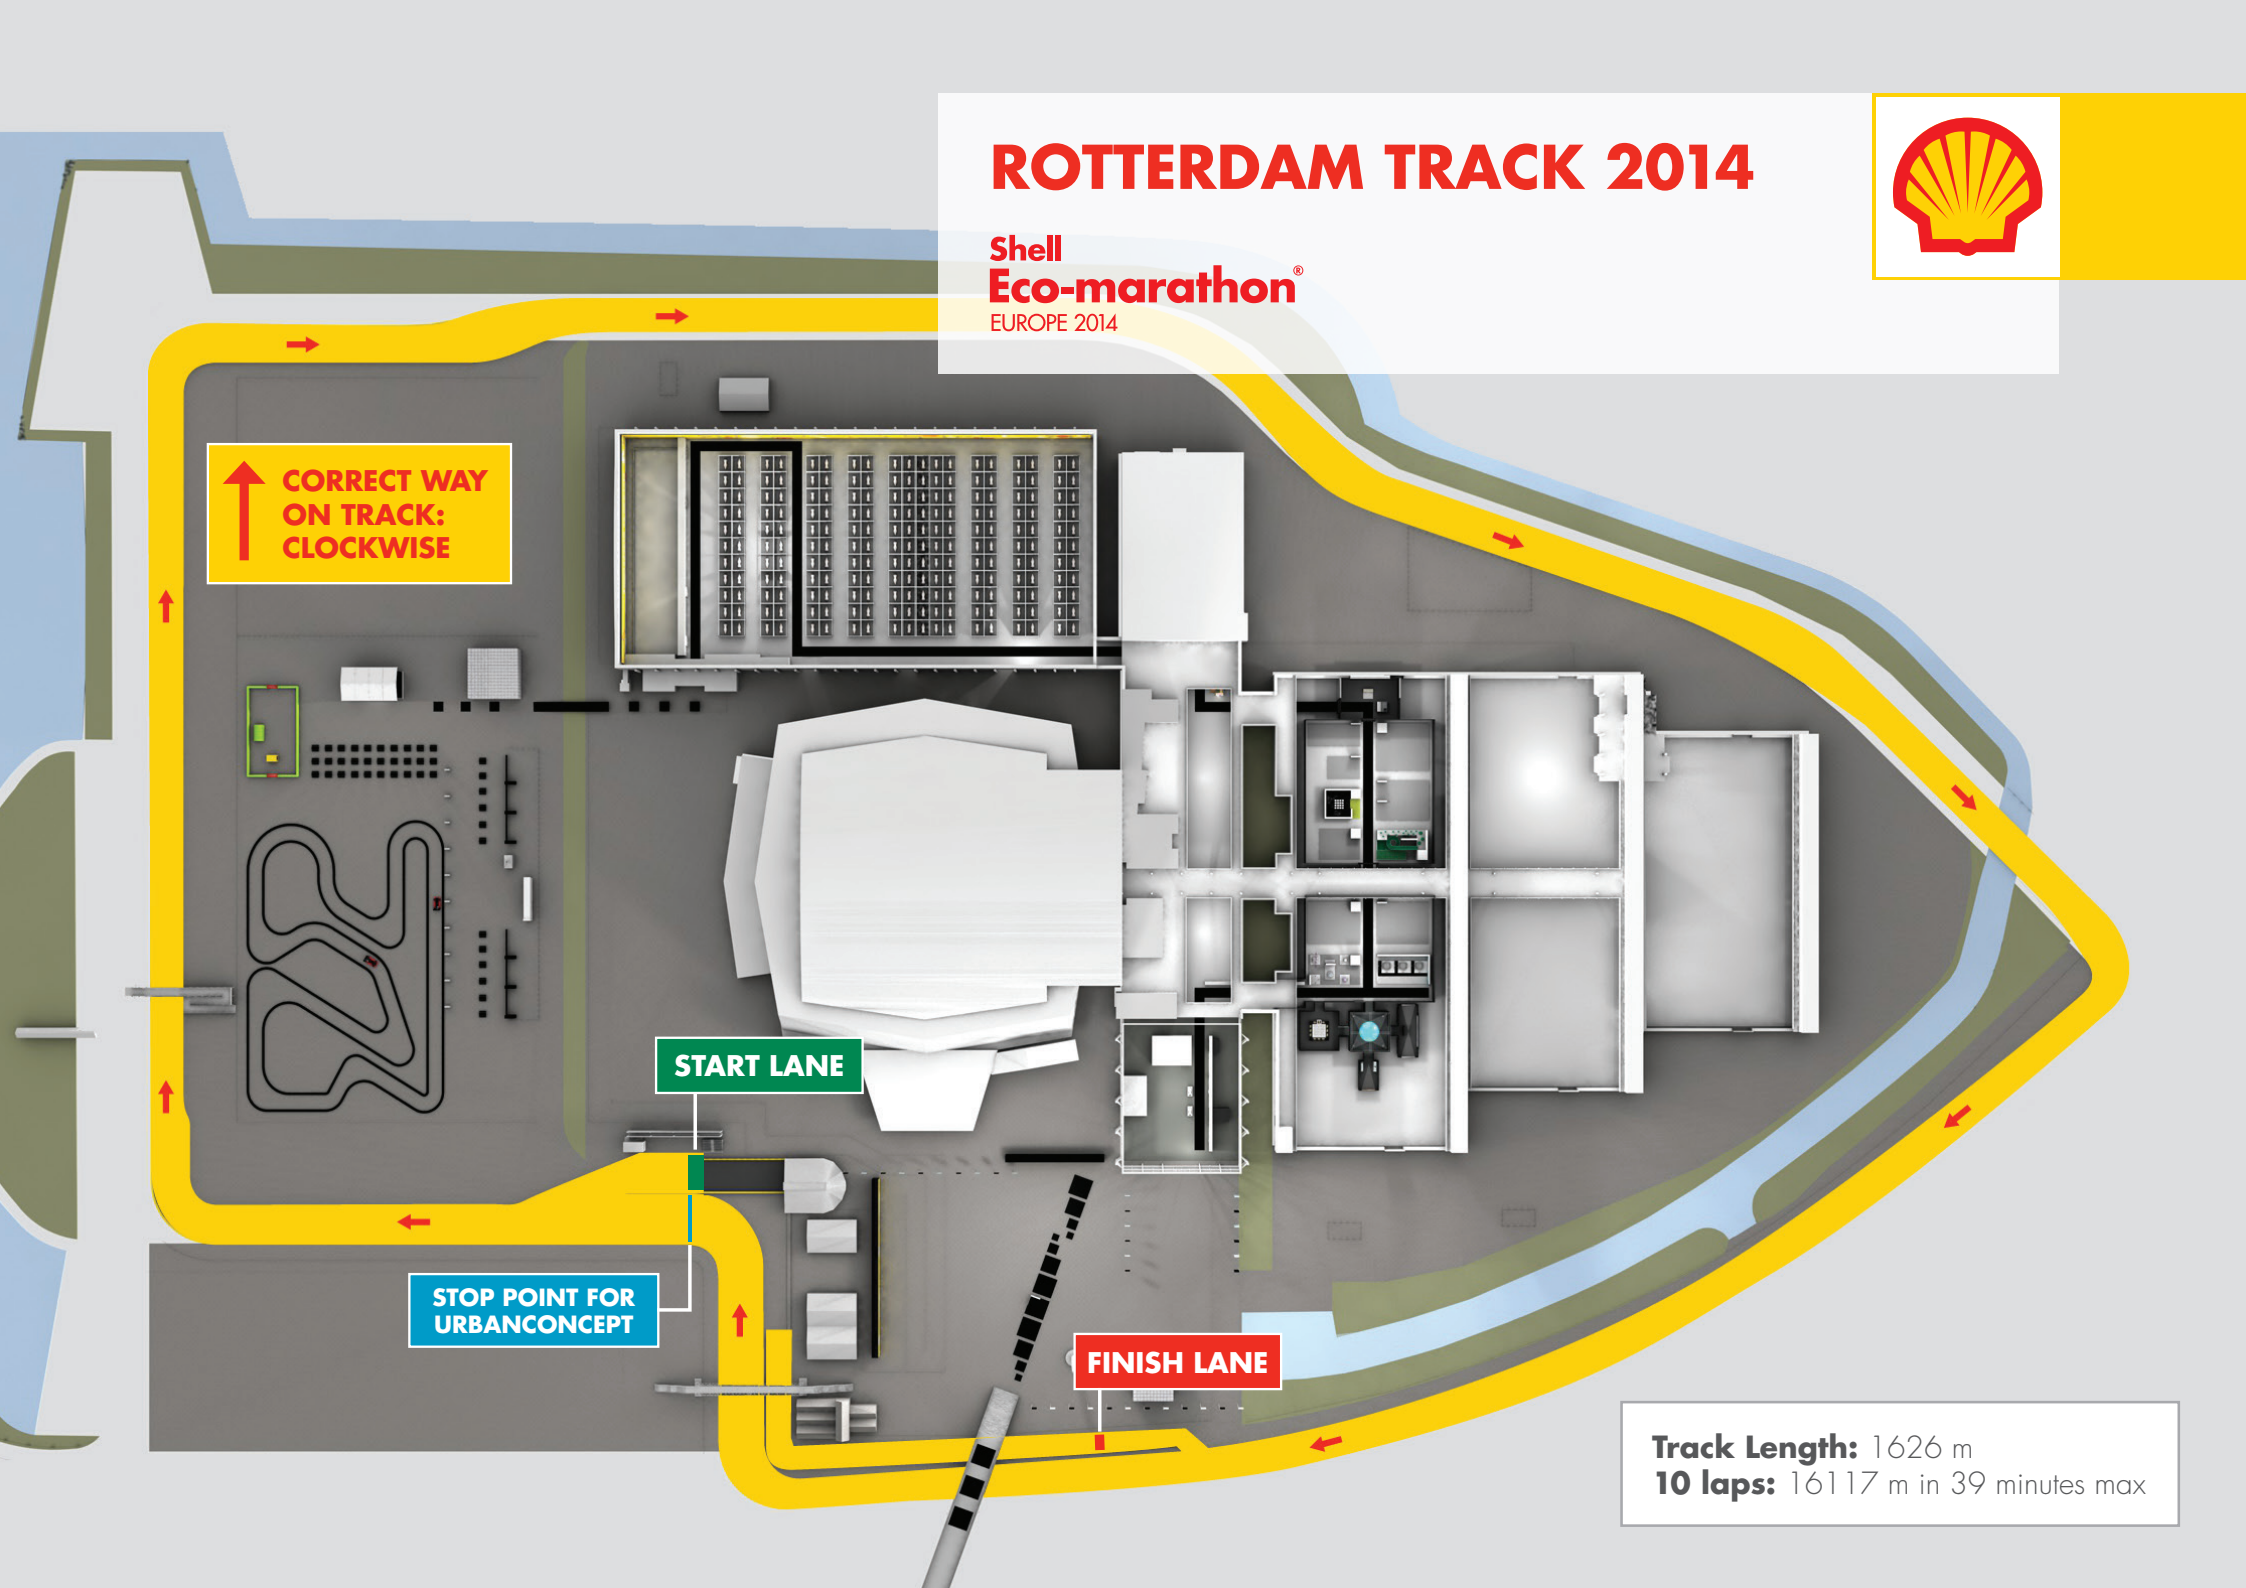 ROTTERDAM TRACK 2014
Shell
Eco-marathon®
EUROPE 2014
CORRECT WAY
ON TRACK:
CLOCKWISE
START LANE
STOP POINT FOR
URBANCONCEPT
FINISH LANE
Track Length: 1626 m
10 laps: 16117 m in 39 minutes max